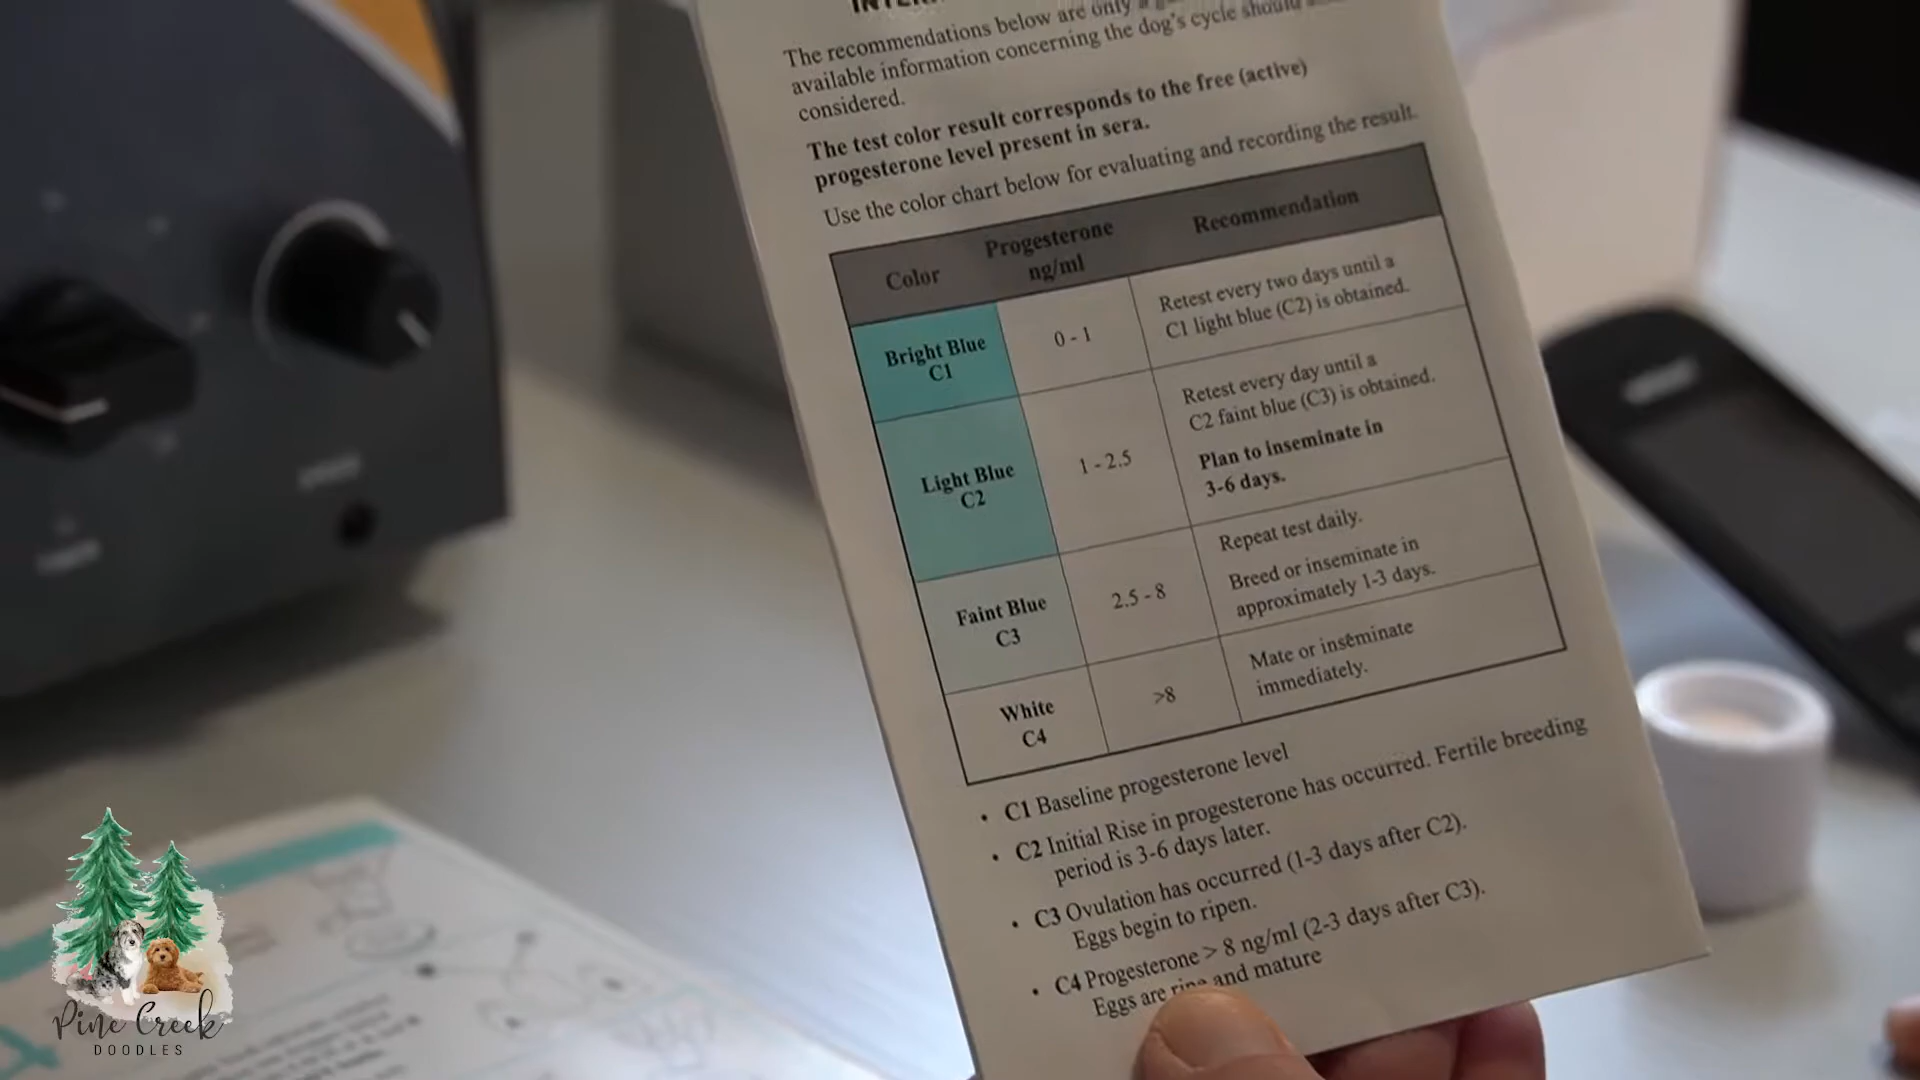 The recommendations below are only a
available information concerning the dog's cycle should
considered.
The test color result corresponds to the free (active)
progesterone level present in sera.
Use the color chart below for evaluating and recording the result.
Color
Progesterone
ng/ml
Recommendation
Bright Blue
C1
0 - 1
Retest every two days until a
C1 light blue (C2) is obtained.
Light Blue
C2
1 - 2.5
Retest every day until a
C2 faint blue (C3) is obtained.
Plan to inseminate in
3-6 days.
Faint Blue
C3
2.5 - 8
Repeat test daily.
Breed or inseminate in
approximately 1-3 days.
White
C4
>8
Mate or inseminate
immediately.
• C1 Baseline progesterone level
• C2 Initial Rise in progesterone has occurred. Fertile breeding
period is 3-6 days later.
• C3 Ovulation has occurred (1-3 days after C2).
Eggs begin to ripen.
• C4 Progesterone > 8 ng/ml (2-3 days after C3).
Eggs are ripe and mature
Pine Creek
DOODLES